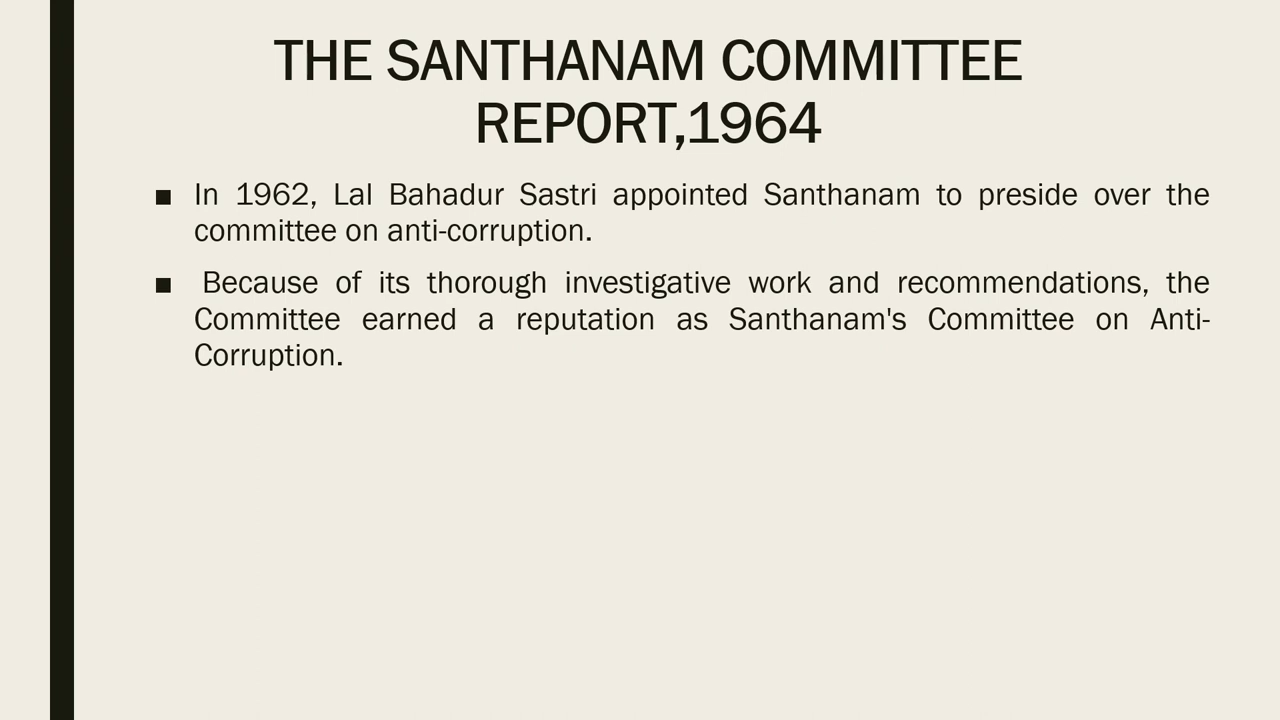 THE SANTHANAM COMMITTEE
REPORT,1964
■ In 1962, Lal Bahadur Sastri appointed Santhanam to preside over the
committee on anti-corruption.
■ Because of its thorough investigative work and recommendations, the
Committee earned a reputation as Santhanam's Committee on Anti-
Corruption.